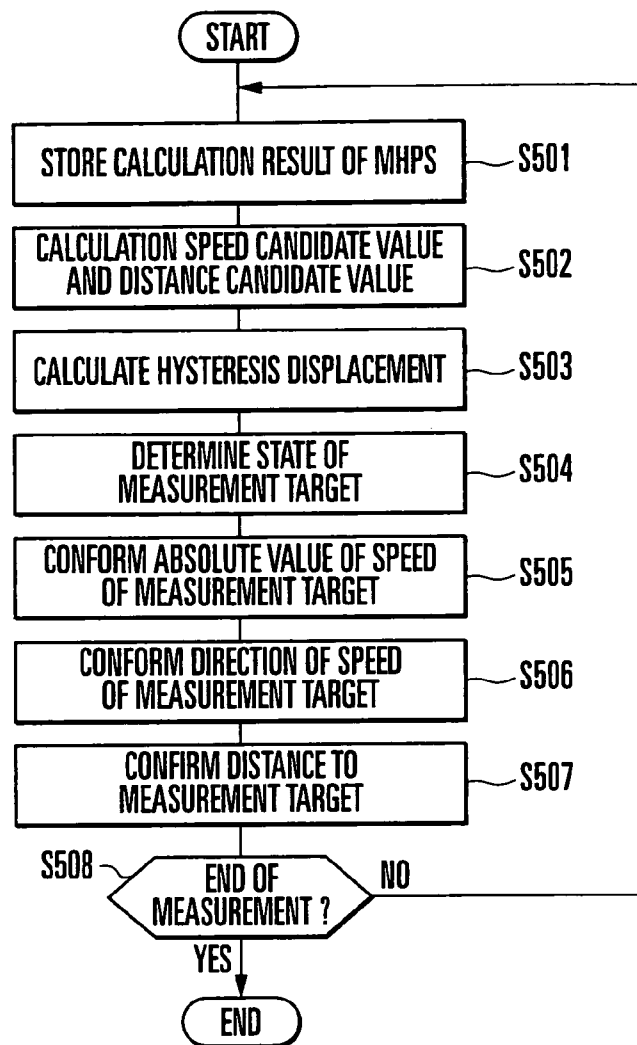 START
STORE CALCULATION RESULT OF MHPS
S501
CALCULATION SPEED CANDIDATE VALUE
AND DISTANCE CANDIDATE VALUE
S502
CALCULATE HYSTERESIS DISPLACEMENT
S503
DETERMINE STATE OF
MEASUREMENT TARGET
S504
CONFORM ABSOLUTE VALUE OF SPEED
OF MEASUREMENT TARGET
S505
CONFORM DIRECTION OF SPEED
OF MEASUREMENT TARGET
S506
CONFIRM DISTANCE TO
MEASUREMENT TARGET
S507
S508
END OF
MEASUREMENT ?
NO
YES
END